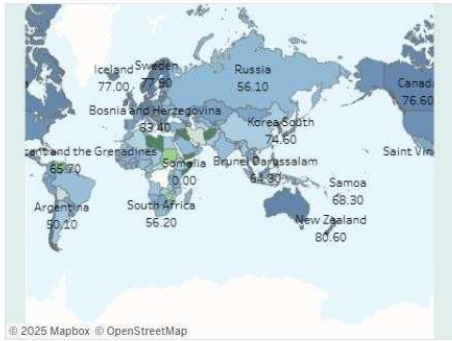 Iceland
77.00
Sweden
77.90
Russia
56.10
Canada
76.60
Bosnia and Herzegovina
63.40
Korea South
74.60
cent and the Grenadines
65.70
Somalia
0.00
Brunei Darussalam
64.30
Saint Vin
Samoa
68.30
Argentina
50.10
South Africa
56.20
New Zealand
80.60
© 2025 Mapbox © OpenStreetMap